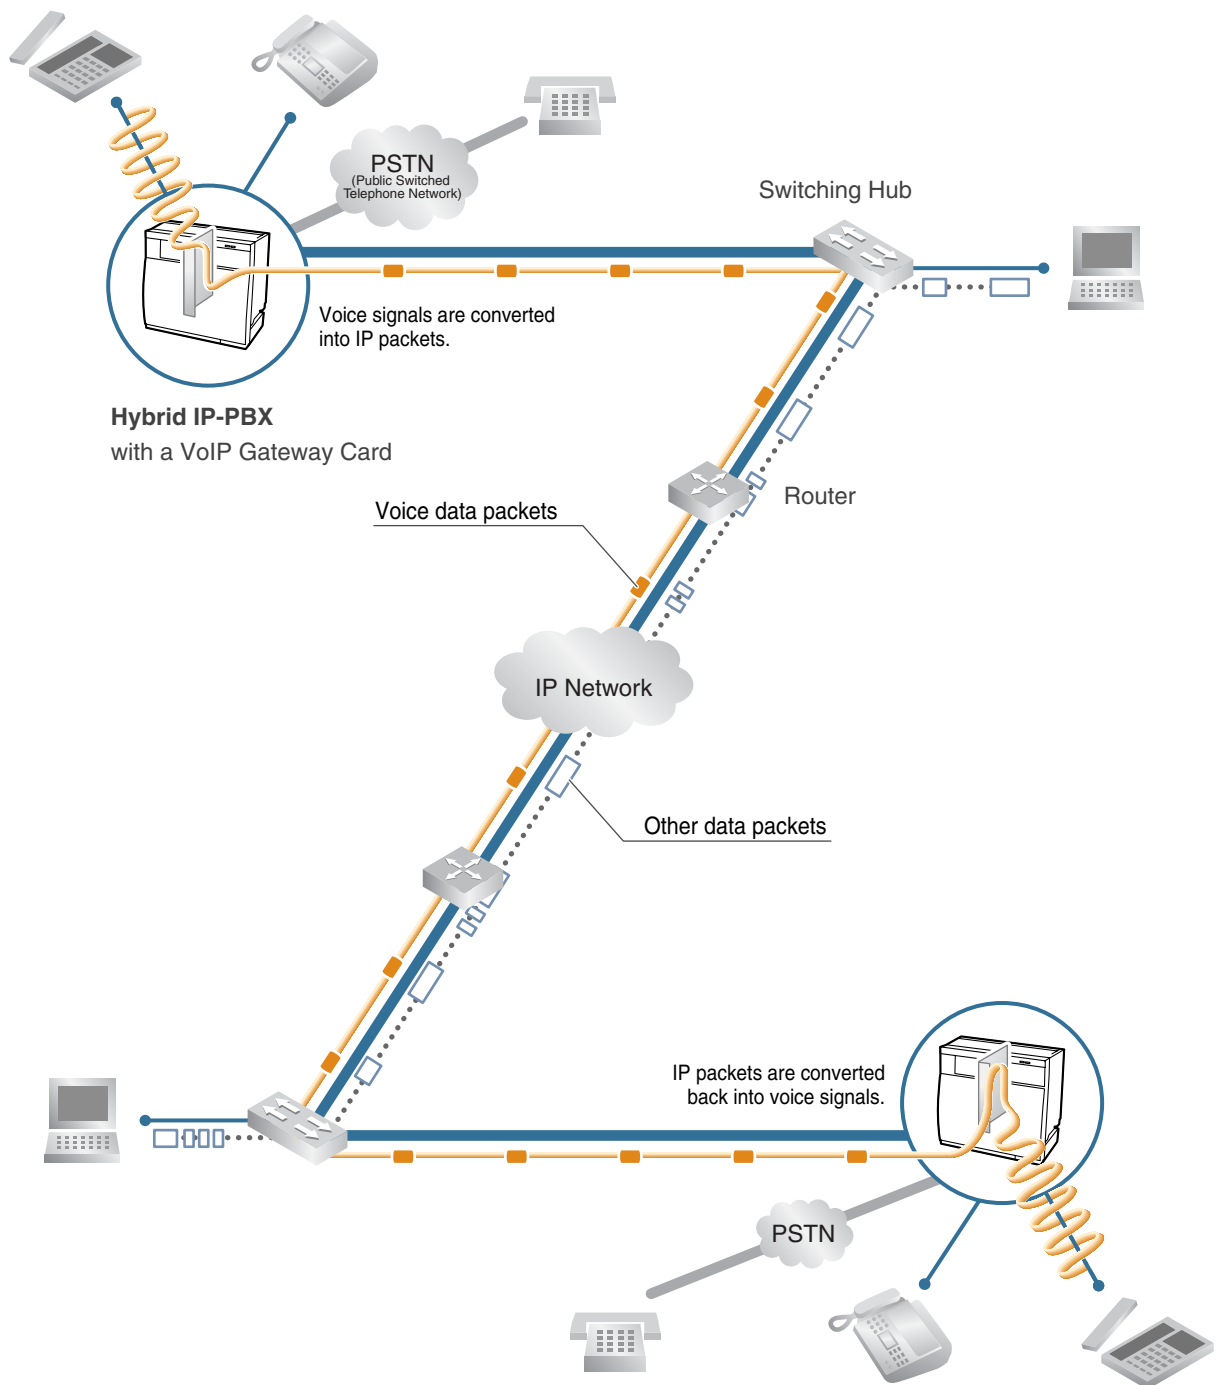 PSTN
(Public Switched
Telephone Network)
Switching Hub
Voice signals are converted
into IP packets.
Hybrid IP-PBX
with a VoIP Gateway Card
Router
Voice data packets
IP Network
Other data packets
IP packets are converted
back into voice signals.
PSTN